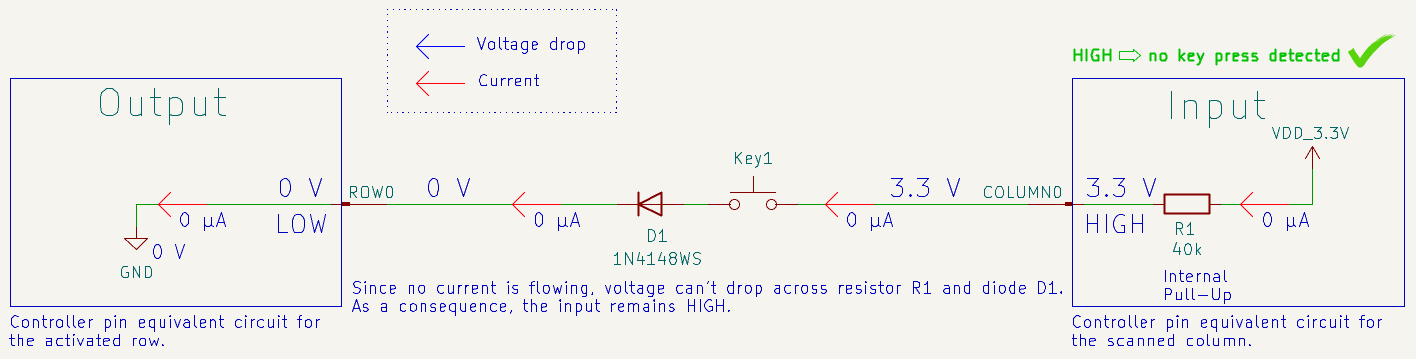 Voltage drop
Current
HIGH ⇨ no key press detected
Output
Input
VDD_3.3V
Key1
0 V
ROW0
0 V
3.3 V
COLUMN0
3.3 V
0 µA
LOW
0 µA
0 µA
HIGH
0 µA
R1
40k
D1
1N4148WS
0 V
GND
Internal
Pull-Up
Since no current is flowing, voltage can't drop across resistor R1 and diode D1.
As a consequence, the input remains HIGH.
Controller pin equivalent circuit for
the activated row.
Controller pin equivalent circuit for
the scanned column.